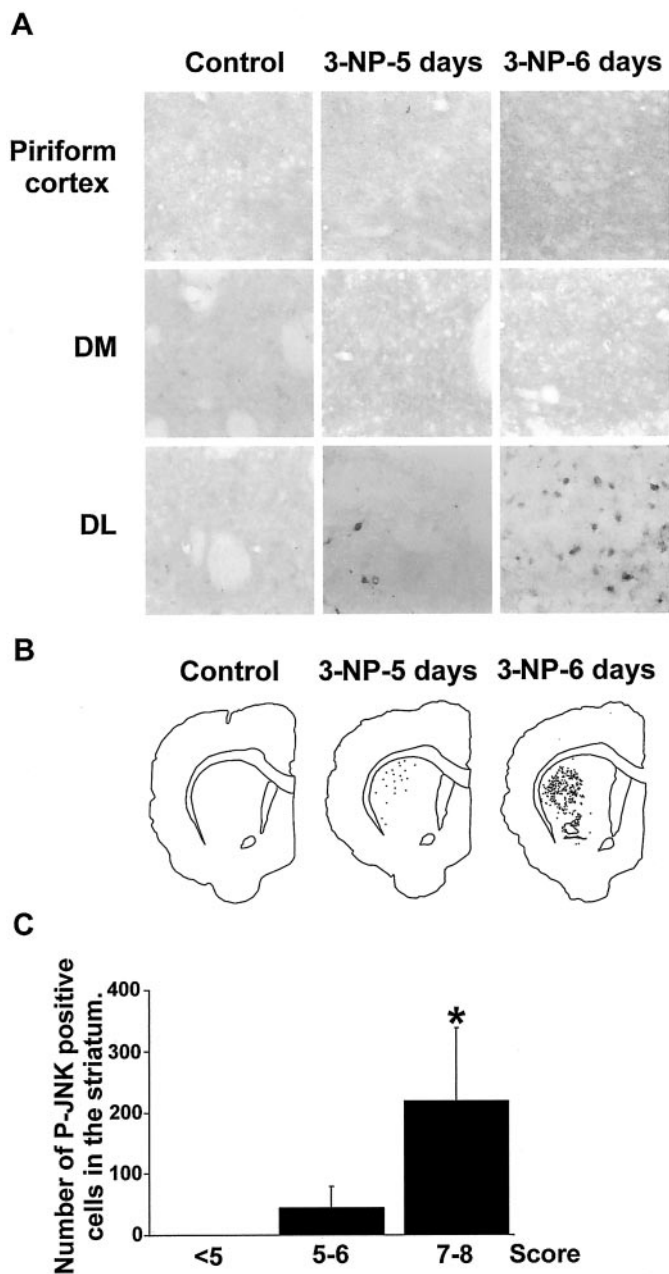 A
Control 3-NP-5 days 3-NP-6 days
Piriform
cortex
DM
DL
B
Control 3-NP-5 days 3-NP-6 days
C
Number of P-JNK positive
cells in the striatum.
400
300
200
100
0
*
<5 5-6 7-8 Score